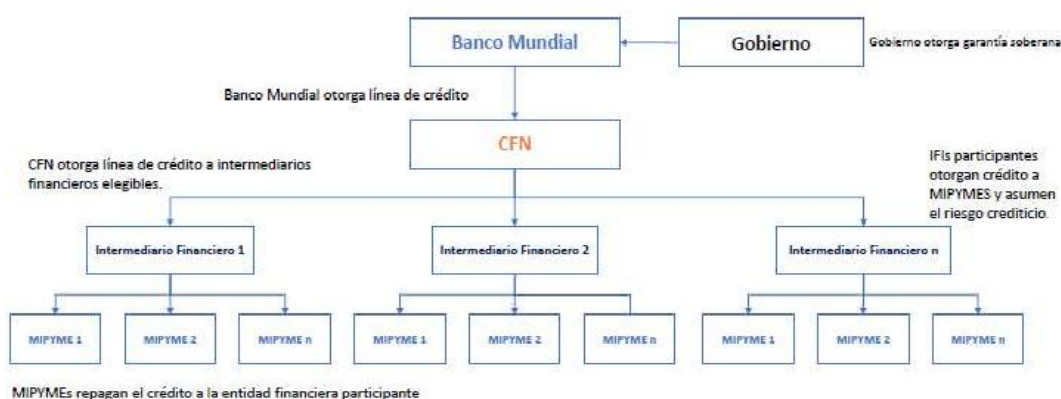 Banco Mundial
Gobierno
Gobierno otorga garantía soberana
Banco Mundial otorga línea de crédito
CFN
CFN otorga línea de crédito a intermediarios
financieros elegibles.
IFIs participantes
otorgan crédito a
MIPYMES y asumen
el riesgo crediticio
Intermediario Financiero 1
Intermediario Financiero 2
Intermediario Financiero n
MIPYME 1
MIPYME 2
MIPYME n
MIPYME 1
MIPYME 2
MIPYME n
MIPYME 1
MIPYME 2
MIPYME n
MIPYMEs repagan el crédito a la entidad financiera participante